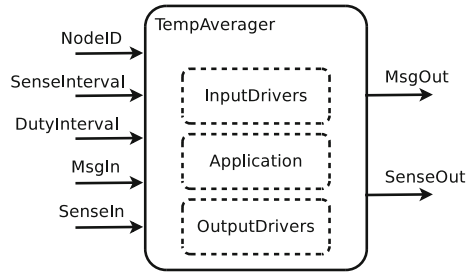 TempAverager
NodeID
SenseInterval
DutyInterval
MsgIn
SenseIn
InputDrivers
Application
OutputDrivers
MsgOut
SenseOut